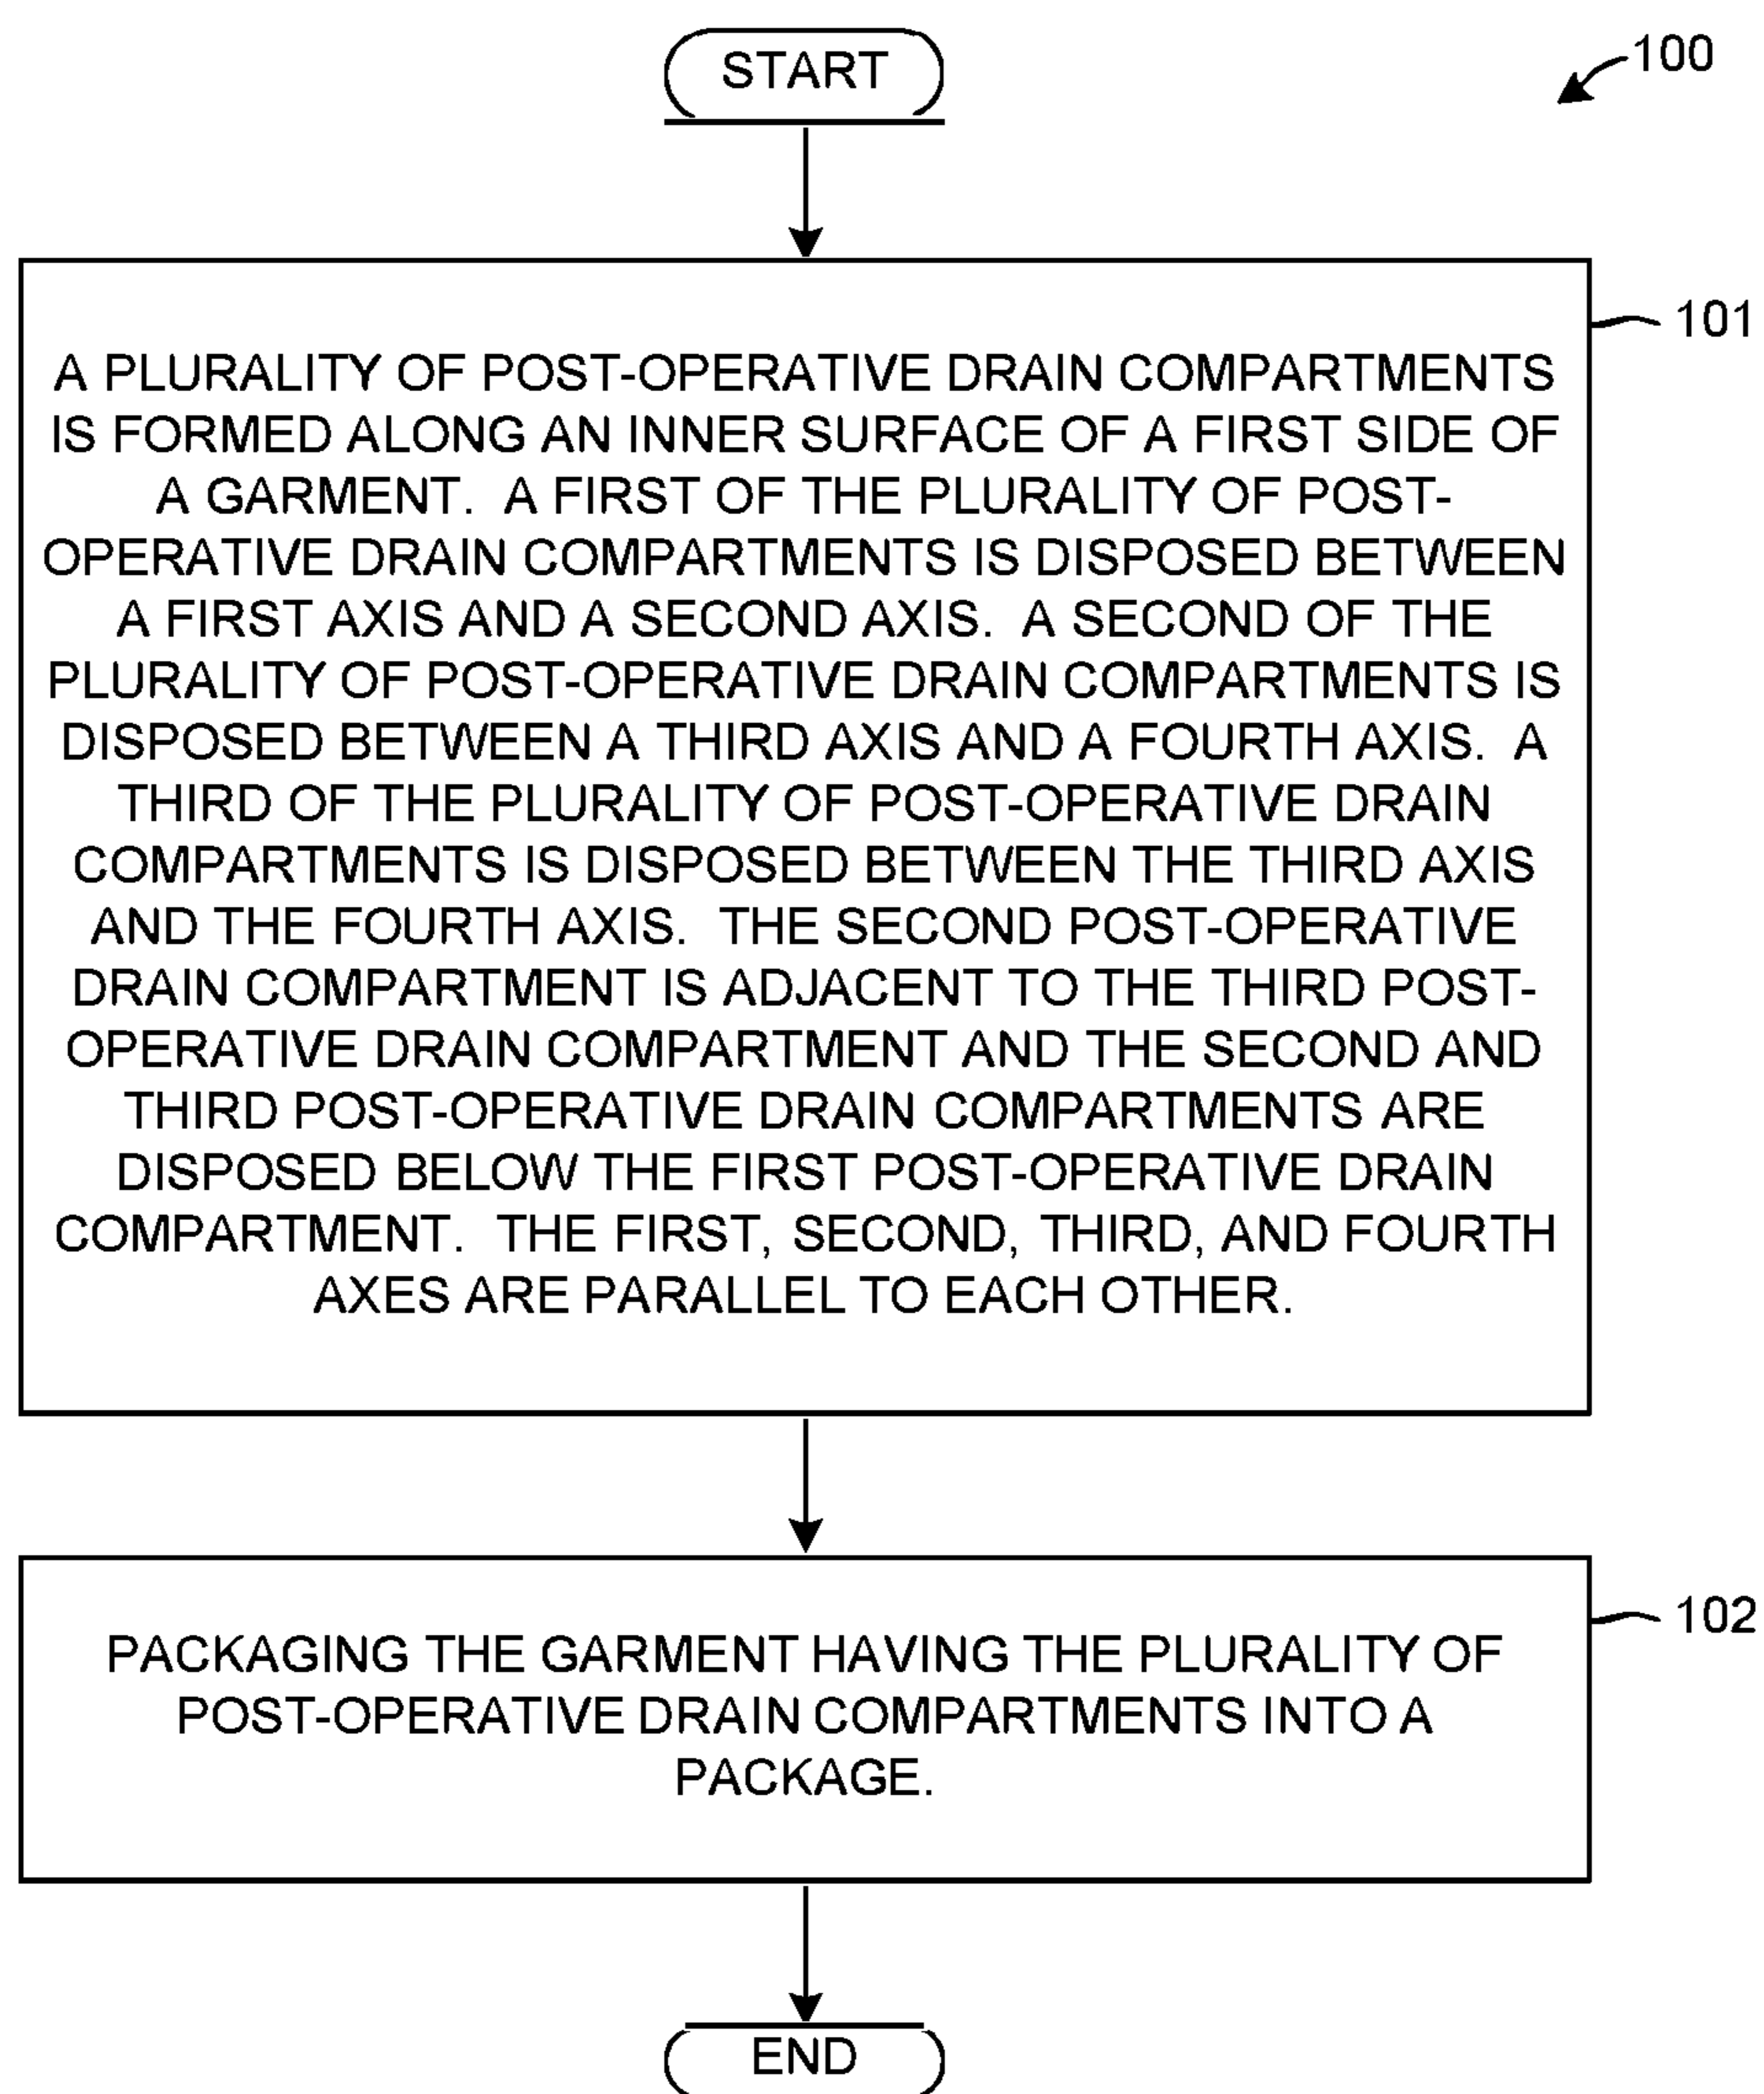 START
100
101
A PLURALITY OF POST-OPERATIVE DRAIN COMPARTMENTS
IS FORMED ALONG AN INNER SURFACE OF A FIRST SIDE OF
A GARMENT. A FIRST OF THE PLURALITY OF POST-
OPERATIVE DRAIN COMPARTMENTS IS DISPOSED BETWEEN
A FIRST AXIS AND A SECOND AXIS. A SECOND OF THE
PLURALITY OF POST-OPERATIVE DRAIN COMPARTMENTS IS
DISPOSED BETWEEN A THIRD AXIS AND A FOURTH AXIS. A
THIRD OF THE PLURALITY OF POST-OPERATIVE DRAIN
COMPARTMENTS IS DISPOSED BETWEEN THE THIRD AXIS
AND THE FOURTH AXIS. THE SECOND POST-OPERATIVE
DRAIN COMPARTMENT IS ADJACENT TO THE THIRD POST-
OPERATIVE DRAIN COMPARTMENT AND THE SECOND AND
THIRD POST-OPERATIVE DRAIN COMPARTMENTS ARE
DISPOSED BELOW THE FIRST POST-OPERATIVE DRAIN
COMPARTMENT. THE FIRST, SECOND, THIRD, AND FOURTH
AXES ARE PARALLEL TO EACH OTHER.
102
PACKAGING THE GARMENT HAVING THE PLURALITY OF
POST-OPERATIVE DRAIN COMPARTMENTS INTO A
PACKAGE.
END